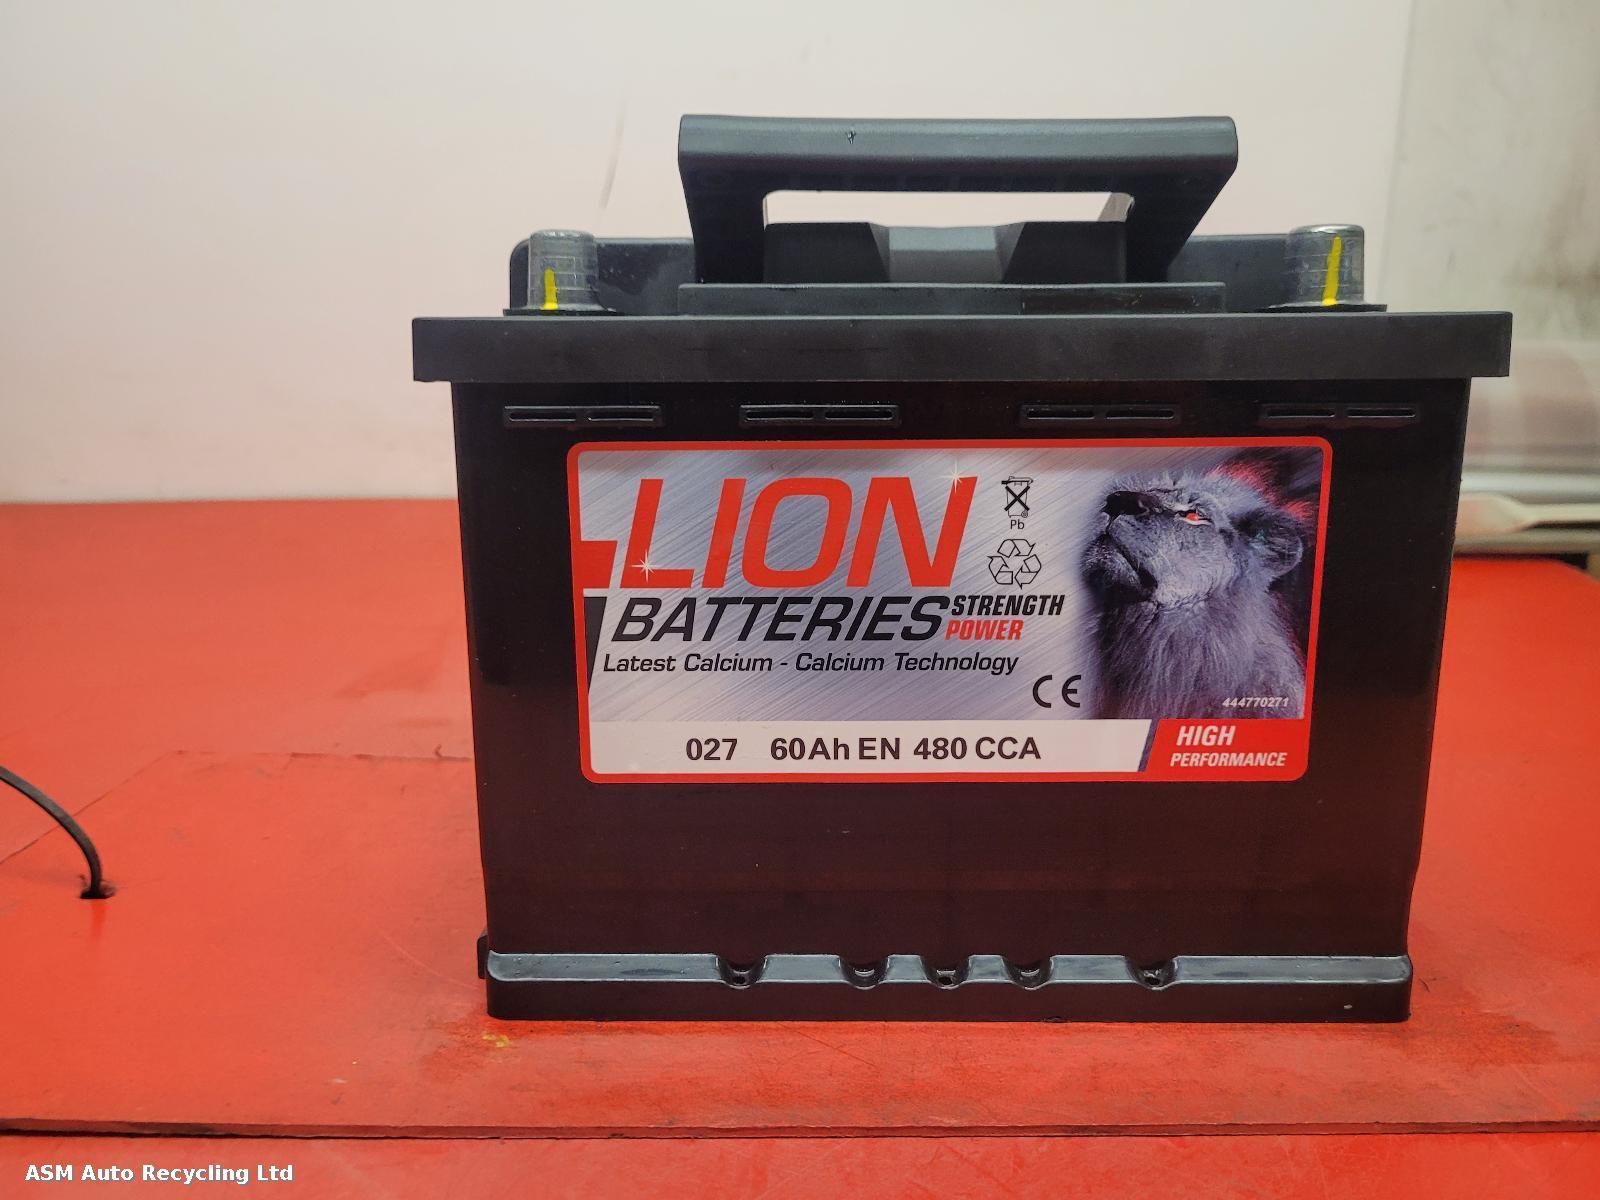 LION
Pb
BATTERIES STRENGTH
POWER
Latest Calcium - Calcium Technology
CE
444770271
027 60Ah EN 480 CCA
HIGH
PERFORMANCE
ASM Auto Recycling Ltd